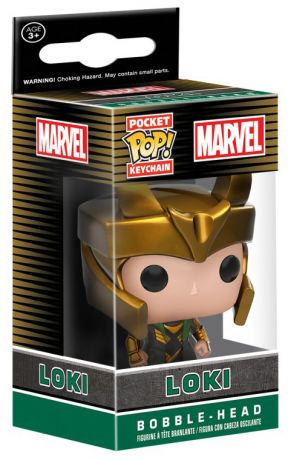 AGE
3+
WARNING! Choking Hazard. May contain small parts.
MARVEL
POCKET
POP!
KEYCHAIN
MARVEL
LOKI
LOKI
BOBBLE-HEAD
FIGURINE À TÊTE BRANLANTE / FIGURA CON CABEZA OSCILANTE